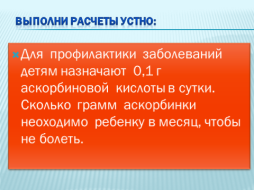 ВЫПОЛНИ РАСЧЕТЫ УСТНО:
Для профилактики заболеваний
детям назначают 0,1 г
аскорбиновой кислоты в сутки.
Сколько грамм аскорбинки
неоходимо ребенку в месяц, чтобы
не болеть.